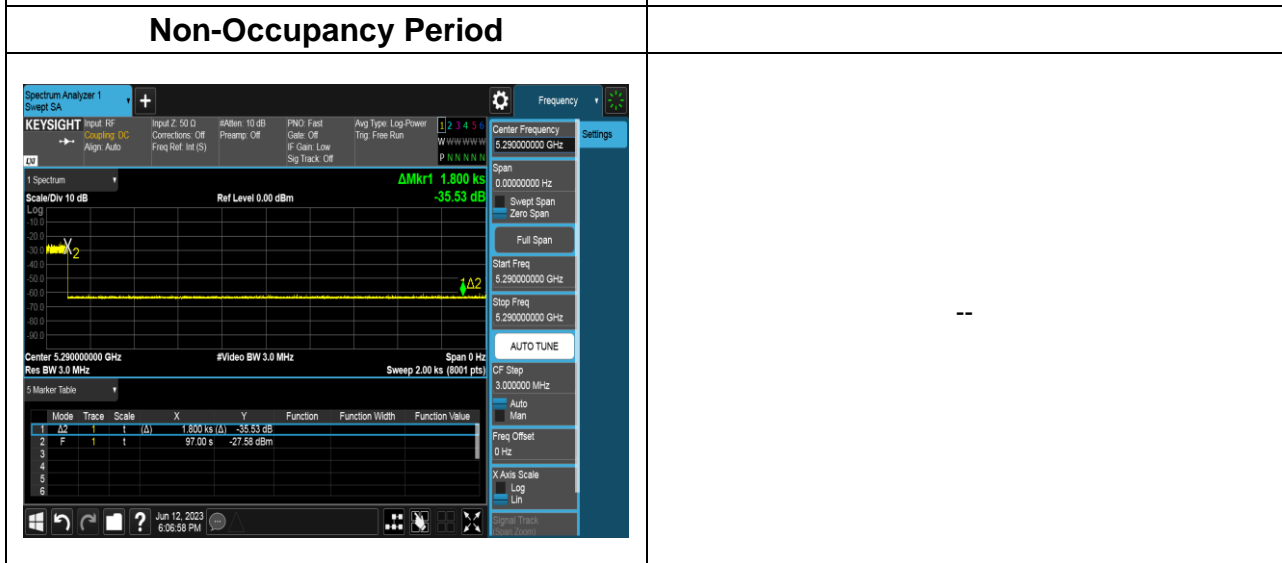 Non-Occupancy Period
Spectrum Analyzer 1
Swept SA
Frequency
KEYSIGHT
Input: RF
Coupling: DC
Align: Auto
Input Z: 50 Ω
Corrections: Off
Freq Ref: Int (S)
#Atten: 10 dB
Preamp: Off
PNO: Fast
Gate: Off
IF Gain: Low
Sig Track: Off
Avg Type: Log-Power
Trig: Free Run
1 2 3 4 5 6
W W W W W W
P N N N N N
LXI
1 Spectrum
ΔMkr1 1.800 ks
-35.53 dB
Scale/Div 10 dB
Ref Level 0.00 dBm
Log
-10.0
-20.0
-30.0
-40.0
-50.0
-60.0
-70.0
-80.0
-90.0
X2
1Δ2
Center 5.290000000 GHz
#Video BW 3.0 MHz
Span 0 Hz
Res BW 3.0 MHz
Sweep 2.00 ks (8001 pts)
5 Marker Table
Mode Trace Scale X Y Function Function Width Function Value
1 Δ2 1 t (Δ) 1.800 ks (Δ) -35.53 dB
2 F 1 t 97.00 s -27.58 dBm
3
4
5
6
Jun 12, 2023
6:06:58 PM
Center Frequency
5.290000000 GHz
Settings
Span
0.00000000 Hz
Swept Span
Zero Span
Full Span
Start Freq
5.290000000 GHz
Stop Freq
5.290000000 GHz
AUTO TUNE
CF Step
3.000000 MHz
Auto
Man
Freq Offset
0 Hz
X Axis Scale
Log
Lin
Signal Track
(Span Zoom)
--